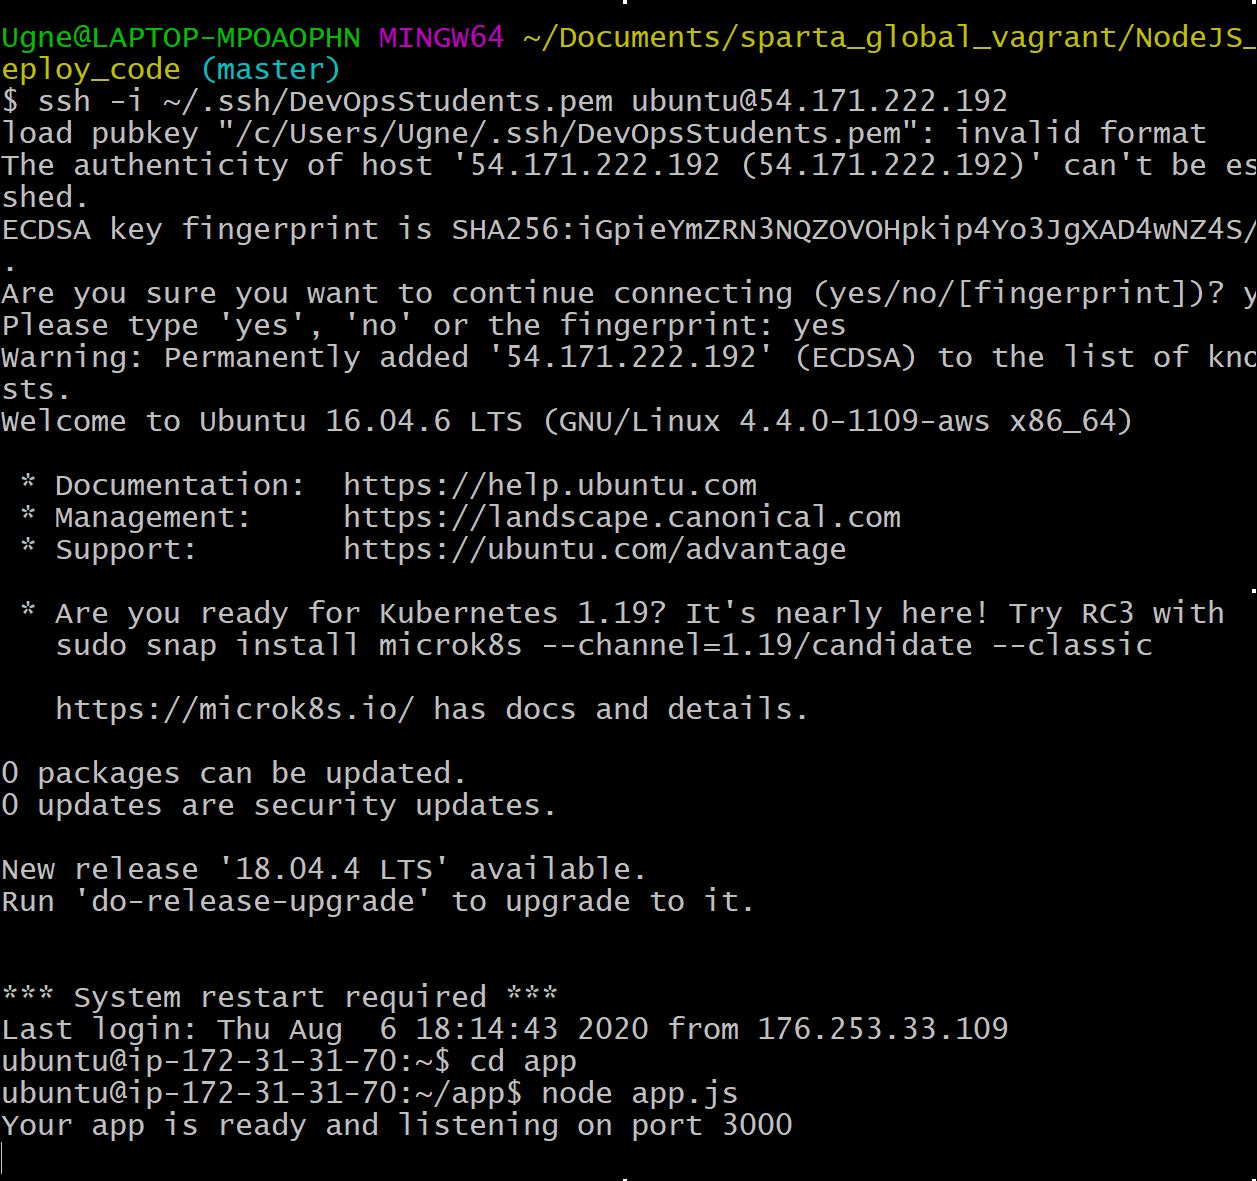 Ugne@LAPTOP-MPOAOPHN MINGW64 ~/Documents/sparta_global_vagrant/NodeJS_
eploy_code (master)
$ ssh -i ~/.ssh/DevOpsStudents.pem ubuntu@54.171.222.192
load pubkey "/c/Users/Ugne/.ssh/DevOpsStudents.pem": invalid format
The authenticity of host '54.171.222.192 (54.171.222.192)' can't be es
shed.
ECDSA key fingerprint is SHA256:iGpieYmZRN3NQZOVOHpkip4Yo3JgXAD4wNZ4S/
.
Are you sure you want to continue connecting (yes/no/[fingerprint])? y
Please type 'yes', 'no' or the fingerprint: yes
Warning: Permanently added '54.171.222.192' (ECDSA) to the list of kno
sts.
Welcome to Ubuntu 16.04.6 LTS (GNU/Linux 4.4.0-1109-aws x86_64)
* Documentation:  https://help.ubuntu.com
* Management:     https://landscape.canonical.com
* Support:        https://ubuntu.com/advantage
* Are you ready for Kubernetes 1.19? It's nearly here! Try RC3 with
sudo snap install microk8s --channel=1.19/candidate --classic
https://microk8s.io/ has docs and details.
0 packages can be updated.
0 updates are security updates.
New release '18.04.4 LTS' available.
Run 'do-release-upgrade' to upgrade to it.
*** System restart required ***
Last login: Thu Aug  6 18:14:43 2020 from 176.253.33.109
ubuntu@ip-172-31-31-70:~$ cd app
ubuntu@ip-172-31-31-70:~/app$ node app.js
Your app is ready and listening on port 3000